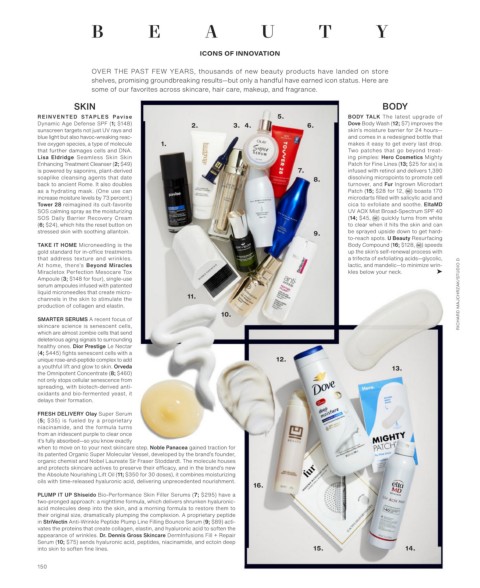 BEAUTY
ICONS OF INNOVATION
OVER THE PAST FEW YEARS, thousands of new beauty products have landed on store
shelves, promising groundbreaking results—but only a handful have earned icon status. Here are
some of our favorites across skincare, hair care, makeup, and fragrance.
SKIN
REINVENTED STAPLES Pavise
Dynamic Age Defense SPF (1; $148)
sunscreen targets not just UV rays and
blue light but also havoc-wreaking reac-
tive oxygen species, a type of molecule
that further damages cells and DNA.
Lisa Eldridge Seamless Skin Skin
Enhancing Treatment Cleanser (2; $49)
is powered by saponins, plant-derived
soaplike cleansing agents that date
back to ancient Rome. It also doubles
as a hydrating mask. (One use can
increase moisture levels by 73 percent.)
Tower 28 reimagined its cult-favorite
SOS calming spray as the moisturizing
SOS Daily Barrier Recovery Cream
(6; $24), which hits the reset button on
stressed skin with soothing allantoin.
TAKE IT HOME Microneedling is the
gold standard for in-office treatments
that address texture and wrinkles.
At home, there's Beyond Miracles
Miracletox Perfection Mesocare Tox
Ampoule (3; $148 for four), single-use
serum ampoules infused with patented
liquid microneedles that create micro-
channels in the skin to stimulate the
production of collagen and elastin.
SMARTER SERUMS A recent focus of
skincare science is senescent cells,
which are almost zombie cells that send
deleterious aging signals to surrounding
healthy ones. Dior Prestige Le Nectar
(4; $445) fights senescent cells with a
unique rose-and-peptide complex to add
a youthful lift and glow to skin. Orveda
the Omnipotent Concentrate (8; $460)
not only stops cellular senescence from
spreading, with biotech-derived anti-
oxidants and bio-fermented yeast, it
delays their formation.
FRESH DELIVERY Olay Super Serum
(5; $35) is fueled by a proprietary
niacinamide, and the formula turns
from an iridescent purple to clear once
it's fully absorbed—so you know exactly
when to move on to your next skincare step. Noble Panacea gained traction for
its patented Organic Super Molecular Vessel, developed by the brand's founder,
organic chemist and Nobel Laureate Sir Fraser Stoddard. The molecule houses
and protects skincare actives to preserve their efficacy, and in the brand's new
the Absolute Nourishing Lift Oil (11; $350 for 30 doses), it combines moisturizing
oils with time-released hyaluronic acid, delivering unprecedented nourishment.
PLUMP IT UP Shiseido Bio-Performance Skin Filler Serums (7; $295) have a
two-pronged approach: a nighttime formula, which delivers shrunken hyaluronic-
acid molecules deep into the skin, and a morning formula to restore them to
their original size, dramatically plumping the complexion. A proprietary peptide
in StriVectin Anti-Wrinkle Peptide Plump Line Filling Bounce Serum (9; $89) acti-
vates the proteins that create collagen, elastin, and hyaluronic acid to soften the
appearance of wrinkles. Dr. Dennis Gross Skincare DermInfusions Fill + Repair
Serum (10; $75) sends hyaluronic acid, peptides, niacinamide, and ectoin deep
into skin to soften fine lines.
150
BODY
BODY TALK The latest upgrade of
Dove Body Wash (12; $7) improves the
skin's moisture barrier for 24 hours—
and comes in a redesigned bottle that
makes it easy to get every last drop.
Two patches that go beyond treat-
ing pimples: Hero Cosmetics Mighty
Patch for Fine Lines (13; $25 for six) is
infused with retinol and delivers 1,390
dissolving micropoints to promote cell
turnover, and Fur Ingrown Microdart
Patch (15; $28 for 12, ) boasts 170
microdarts filled with salicylic acid and
cica to exfoliate and soothe. EltaMD
UV AOX Mist Broad-Spectrum SPF 40
(14; $45, ) quickly turns from white
to clear when it hits the skin and can
be sprayed upside down to get hard-
to-reach spots. U Beauty Resurfacing
Body Compound (16; $128, ) speeds
up the skin's self-renewal process with
a trifecta of exfoliating acids—glycolic,
lactic, and mandelic—to minimize wrin-
kles below your neck.
1.
2.
3.
4.
5.
6.
7.
8.
9.
10.
11.
12.
13.
14.
15.
16.
TOWER 28
Dove
deep moisture
Hero.
MIGHTY
PATCH
fur
elta
MD